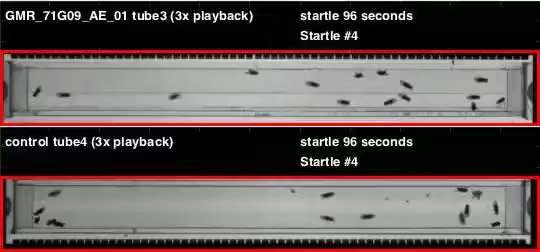 GMR_71G09_AE_01 tube3 (3x playback) startle 96 seconds
Startle #4
control tube4 (3x playback) startle 96 seconds
Startle #4